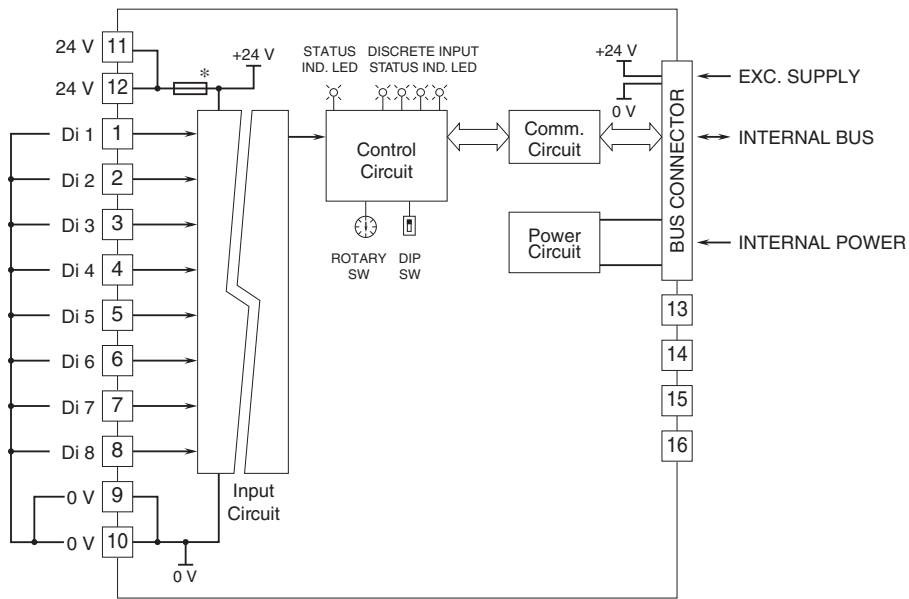 24 V 11
24 V 12
*
+24 V
STATUS
IND. LED
DISCRETE INPUT
STATUS IND. LED
+24 V
0 V
EXC. SUPPLY
INTERNAL BUS
INTERNAL POWER
BUS CONNECTOR
Di 1 1
Di 2 2
Di 3 3
Di 4 4
Di 5 5
Di 6 6
Di 7 7
Di 8 8
0 V 9
0 V 10
0 V
Input
Circuit
Control
Circuit
ROTARY
SW
DIP
SW
Comm.
Circuit
Power
Circuit
13
14
15
16